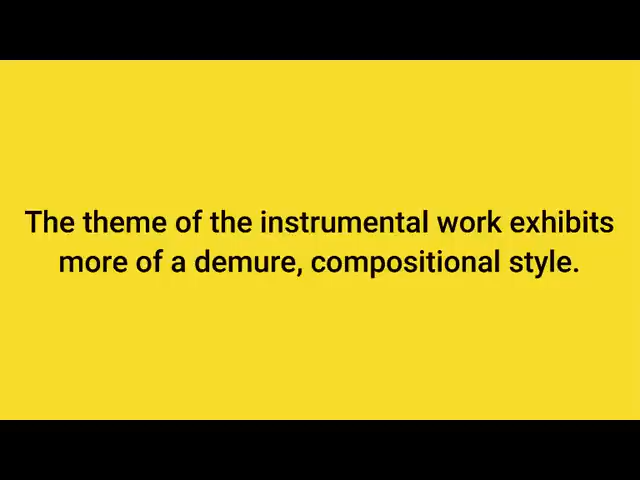 The theme of the instrumental work exhibits
more of a demure, compositional style.